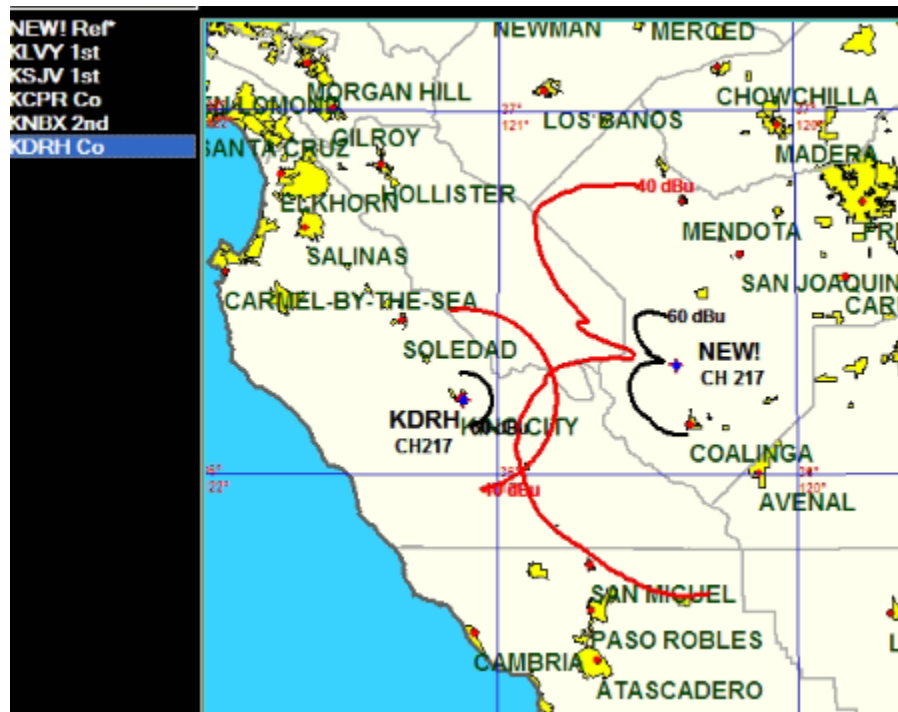 NEW! Ref*
KLVY 1st
KSJV 1st
KCPR Co
KNBX 2nd
KDRH Co
NEWMAN
MERCED
MORGAN HILL
CHOWCHILLA
LOMOND
37°
121°
LOS BANOS
37°
120°
GILROY
SANTA CRUZ
MADERA
HOLLISTER
40 dBu
ELKHORN
MENDOTA
SALINAS
SAN JOAQUIN
CARMEL-BY-THE-SEA
60 dBu
SOLEDAD
NEW!
CH 217
KDRH
CH217
KING CITY
COALINGA
40 dBu
120°
AVENAL
SAN MIGUEL
PASO ROBLES
CAMBRIA
ATASCADERO